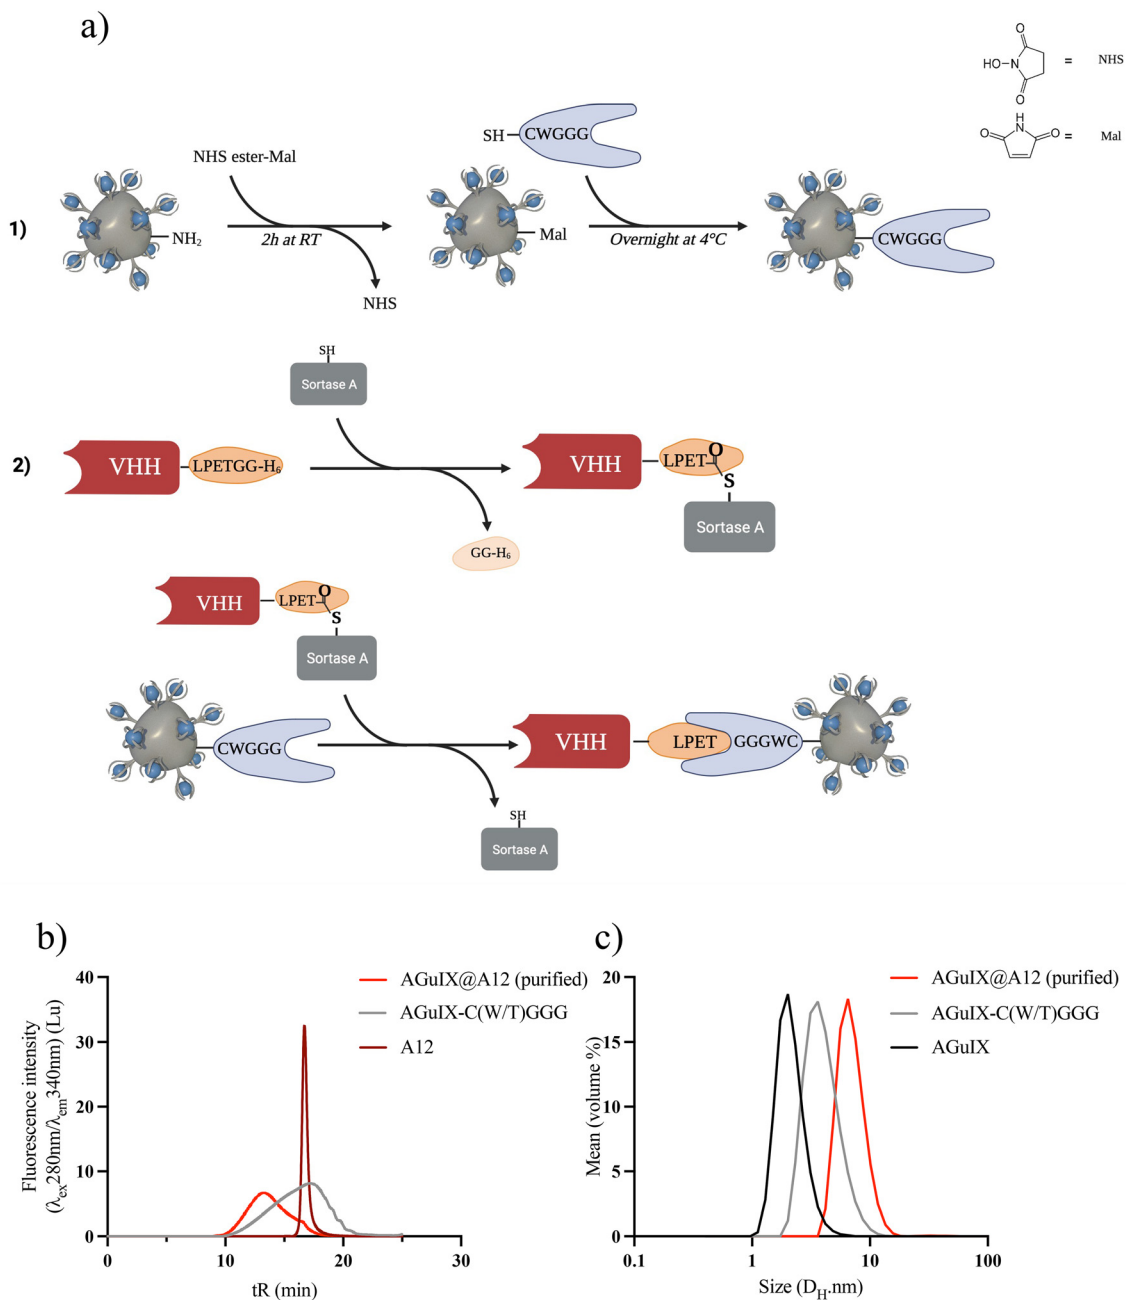 a)
HO
N
O
O
=
NHS
O
NH
O
=
Mal
1)
NH₂
NHS ester-Mal
2h at RT
NHS
Mal
SH
CWGGG
Overnight at 4°C
CWGGG
2)
VHH
LPETGG-H₆
SH
Sortase A
GG-H₆
VHH
LPET
O
S
Sortase A
VHH
LPET
O
S
Sortase A
CWGGG
SH
Sortase A
VHH
LPET
GGGWC
b)
Fluorescence intensity
(λex280nm/λem340nm) (Lu)
40
30
20
10
0
0
10
20
30
tR (min)
AGuIX@A12 (purified)
AGuIX-C(W/T)GGG
A12
c)
Mean (volume %)
20
15
10
5
0
0.1
1
10
100
Size (D_H.nm)
AGuIX@A12 (purified)
AGuIX-C(W/T)GGG
AGuIX